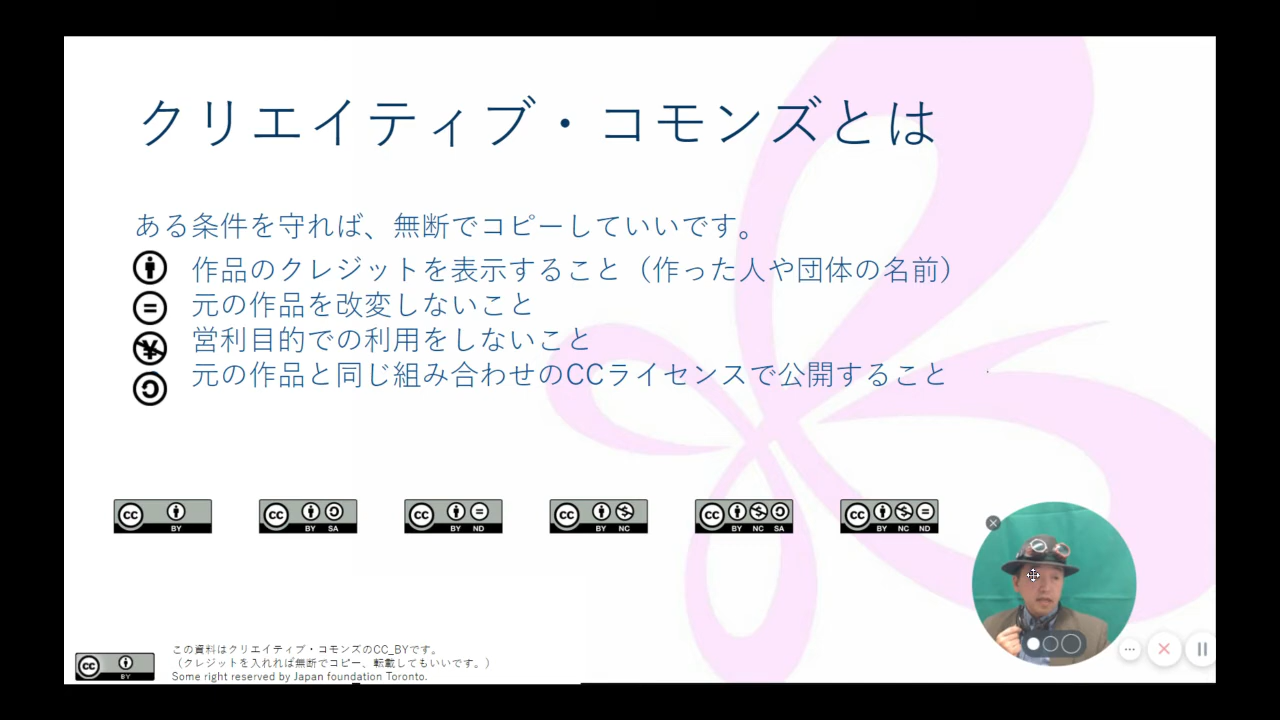 クリエイティブ・コモンズとは
ある条件を守れば、無断でコピーしていいです。
作品のクレジットを表示すること（作った人や団体の名前）
元の作品を改変しないこと
営利目的での利用をしないこと
元の作品と同じ組み合わせのCCライセンスで公開すること
cc BY
cc BY SA
cc BY ND
cc BY NC
cc BY NC SA
cc BY NC ND
cc BY
この資料はクリエイティブ・コモンズのCC_BYです。
（クレジットを入れれば無断でコピー、転載してもいいです。）
Some right reserved by Japan foundation Toronto.